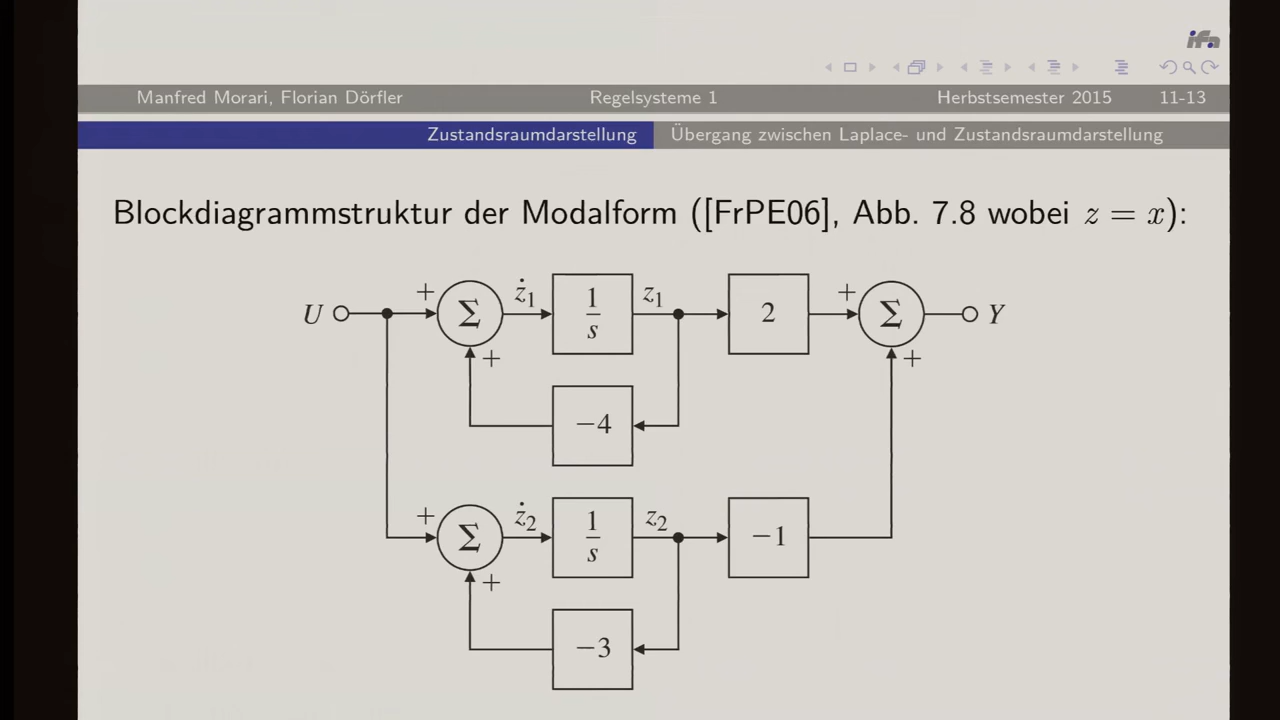 ifa
Manfred Morari, Florian Dörfler Regelsysteme 1 Herbstsemester 2015 11-13
Zustandsraumdarstellung Übergang zwischen Laplace- und Zustandsraumdarstellung
Blockdiagrammstruktur der Modalform ([FrPE06], Abb. 7.8 wobei z = x):
U + Σ ż₁ 1/s z₁ 2 + Σ Y
+ +
−4
+ Σ ż₂ 1/s z₂ −1
+
−3